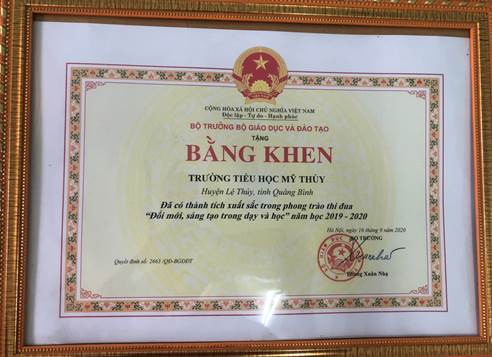 CỘNG HÒA XÃ HỘI CHỦ NGHĨA VIỆT NAM
Độc lập - Tự do - Hạnh phúc
BỘ TRƯỞNG BỘ GIÁO DỤC VÀ ĐÀO TẠO
TẶNG
BẰNG KHEN
TRƯỜNG TIỂU HỌC MỸ THỦY
Huyện Lệ Thủy, tỉnh Quảng Bình
Đã có thành tích xuất sắc trong phong trào thi đua
"Đổi mới, sáng tạo trong dạy và học" năm học 2019 - 2020
Hà Nội, ngày 16 tháng 9 năm 2020
BỘ TRƯỞNG
Quyết định số: 2663 /QĐ-BGDĐT
Phùng Xuân Nhạ